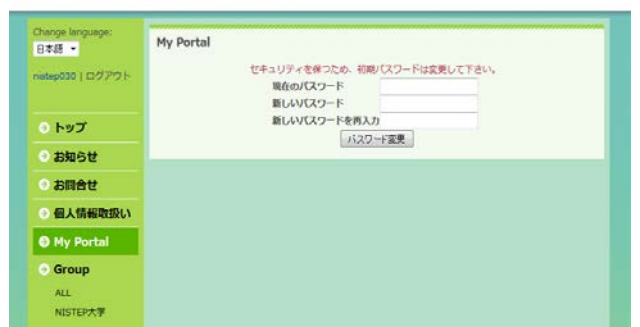 Change language:
日本語
nistep030 | ログアウト
トップ
お知らせ
お問合せ
個人情報取扱い
My Portal
Group
ALL
NISTEP大学
My Portal
セキュリティを保つため、初期パスワードは変更して下さい。
現在のパスワード
新しいパスワード
新しいパスワードを再入力
パスワード変更